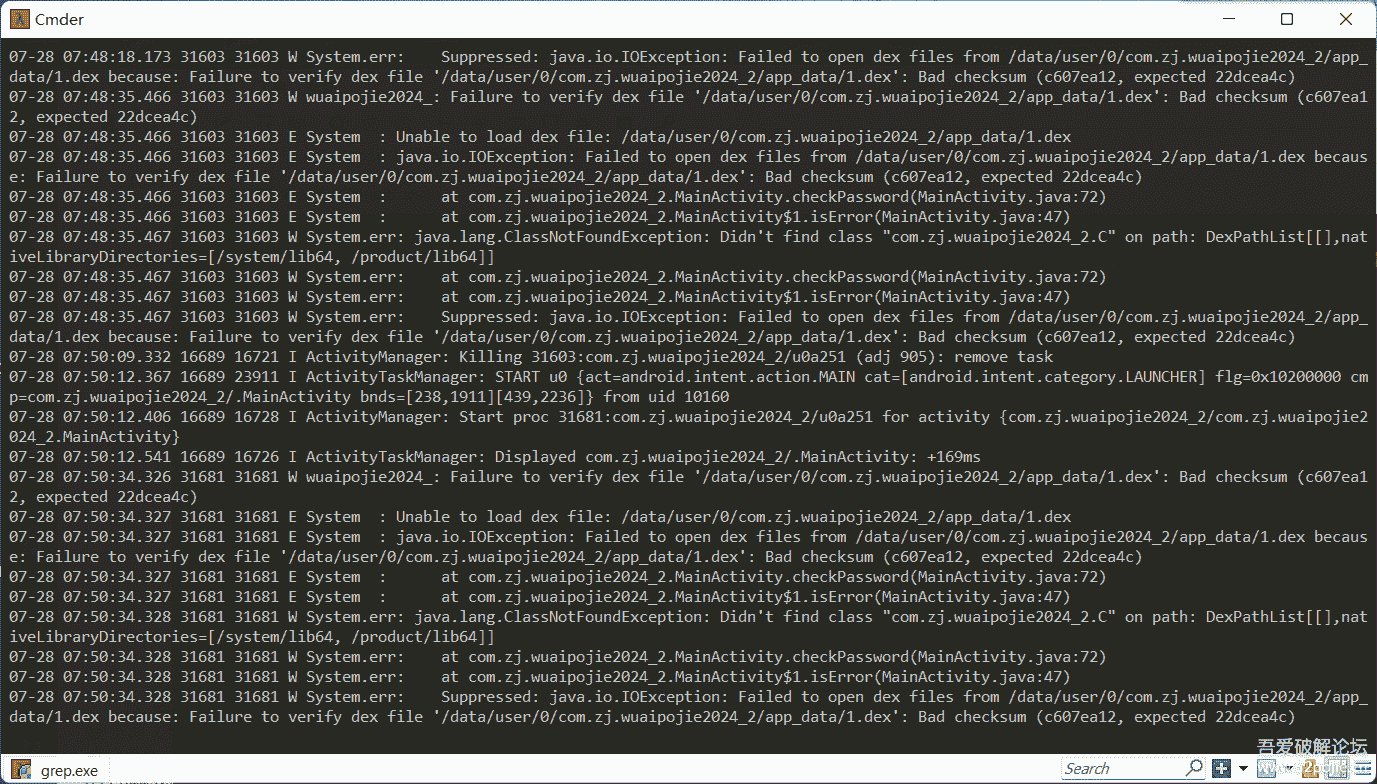 Cmder
07-28 07:48:18.173 31603 31603 W System.err:    Suppressed: java.io.IOException: Failed to open dex files from /data/user/0/com.zj.wuaipojie2024_2/app_
data/1.dex because: Failure to verify dex file '/data/user/0/com.zj.wuaipojie2024_2/app_data/1.dex': Bad checksum (c607ea12, expected 22dcea4c)
07-28 07:48:35.466 31603 31603 W wuaipojie2024_: Failure to verify dex file '/data/user/0/com.zj.wuaipojie2024_2/app_data/1.dex': Bad checksum (c607ea1
2, expected 22dcea4c)
07-28 07:48:35.466 31603 31603 E System  : Unable to load dex file: /data/user/0/com.zj.wuaipojie2024_2/app_data/1.dex
07-28 07:48:35.466 31603 31603 E System  : java.io.IOException: Failed to open dex files from /data/user/0/com.zj.wuaipojie2024_2/app_data/1.dex becaus
e: Failure to verify dex file '/data/user/0/com.zj.wuaipojie2024_2/app_data/1.dex': Bad checksum (c607ea12, expected 22dcea4c)
07-28 07:48:35.466 31603 31603 E System  :      at com.zj.wuaipojie2024_2.MainActivity.checkPassword(MainActivity.java:72)
07-28 07:48:35.466 31603 31603 E System  :      at com.zj.wuaipojie2024_2.MainActivity$1.isError(MainActivity.java:47)
07-28 07:48:35.467 31603 31603 W System.err: java.lang.ClassNotFoundException: Didn't find class "com.zj.wuaipojie2024_2.C" on path: DexPathList[[],nat
iveLibraryDirectories=[/system/lib64, /product/lib64]]
07-28 07:48:35.467 31603 31603 W System.err:    at com.zj.wuaipojie2024_2.MainActivity.checkPassword(MainActivity.java:72)
07-28 07:48:35.467 31603 31603 W System.err:    at com.zj.wuaipojie2024_2.MainActivity$1.isError(MainActivity.java:47)
07-28 07:48:35.467 31603 31603 W System.err:    Suppressed: java.io.IOException: Failed to open dex files from /data/user/0/com.zj.wuaipojie2024_2/app_
data/1.dex because: Failure to verify dex file '/data/user/0/com.zj.wuaipojie2024_2/app_data/1.dex': Bad checksum (c607ea12, expected 22dcea4c)
07-28 07:50:09.332 16689 16721 I ActivityManager: Killing 31603:com.zj.wuaipojie2024_2/u0a251 (adj 905): remove task
07-28 07:50:12.367 16689 23911 I ActivityTaskManager: START u0 {act=android.intent.action.MAIN cat=[android.intent.category.LAUNCHER] flg=0x10200000 cm
p=com.zj.wuaipojie2024_2/.MainActivity bnds=[238,1911][439,2236]} from uid 10160
07-28 07:50:12.406 16689 16728 I ActivityManager: Start proc 31681:com.zj.wuaipojie2024_2/u0a251 for activity {com.zj.wuaipojie2024_2/com.zj.wuaipojie2
024_2.MainActivity}
07-28 07:50:12.541 16689 16726 I ActivityTaskManager: Displayed com.zj.wuaipojie2024_2/.MainActivity: +169ms
07-28 07:50:34.326 31681 31681 W wuaipojie2024_: Failure to verify dex file '/data/user/0/com.zj.wuaipojie2024_2/app_data/1.dex': Bad checksum (c607ea1
2, expected 22dcea4c)
07-28 07:50:34.327 31681 31681 E System  : Unable to load dex file: /data/user/0/com.zj.wuaipojie2024_2/app_data/1.dex
07-28 07:50:34.327 31681 31681 E System  : java.io.IOException: Failed to open dex files from /data/user/0/com.zj.wuaipojie2024_2/app_data/1.dex becaus
e: Failure to verify dex file '/data/user/0/com.zj.wuaipojie2024_2/app_data/1.dex': Bad checksum (c607ea12, expected 22dcea4c)
07-28 07:50:34.327 31681 31681 E System  :      at com.zj.wuaipojie2024_2.MainActivity.checkPassword(MainActivity.java:72)
07-28 07:50:34.327 31681 31681 E System  :      at com.zj.wuaipojie2024_2.MainActivity$1.isError(MainActivity.java:47)
07-28 07:50:34.328 31681 31681 W System.err: java.lang.ClassNotFoundException: Didn't find class "com.zj.wuaipojie2024_2.C" on path: DexPathList[[],nat
iveLibraryDirectories=[/system/lib64, /product/lib64]]
07-28 07:50:34.328 31681 31681 W System.err:    at com.zj.wuaipojie2024_2.MainActivity.checkPassword(MainActivity.java:72)
07-28 07:50:34.328 31681 31681 W System.err:    at com.zj.wuaipojie2024_2.MainActivity$1.isError(MainActivity.java:47)
07-28 07:50:34.328 31681 31681 W System.err:    Suppressed: java.io.IOException: Failed to open dex files from /data/user/0/com.zj.wuaipojie2024_2/app_
data/1.dex because: Failure to verify dex file '/data/user/0/com.zj.wuaipojie2024_2/app_data/1.dex': Bad checksum (c607ea12, expected 22dcea4c)
吾爱破解论坛
grep.exe
Search